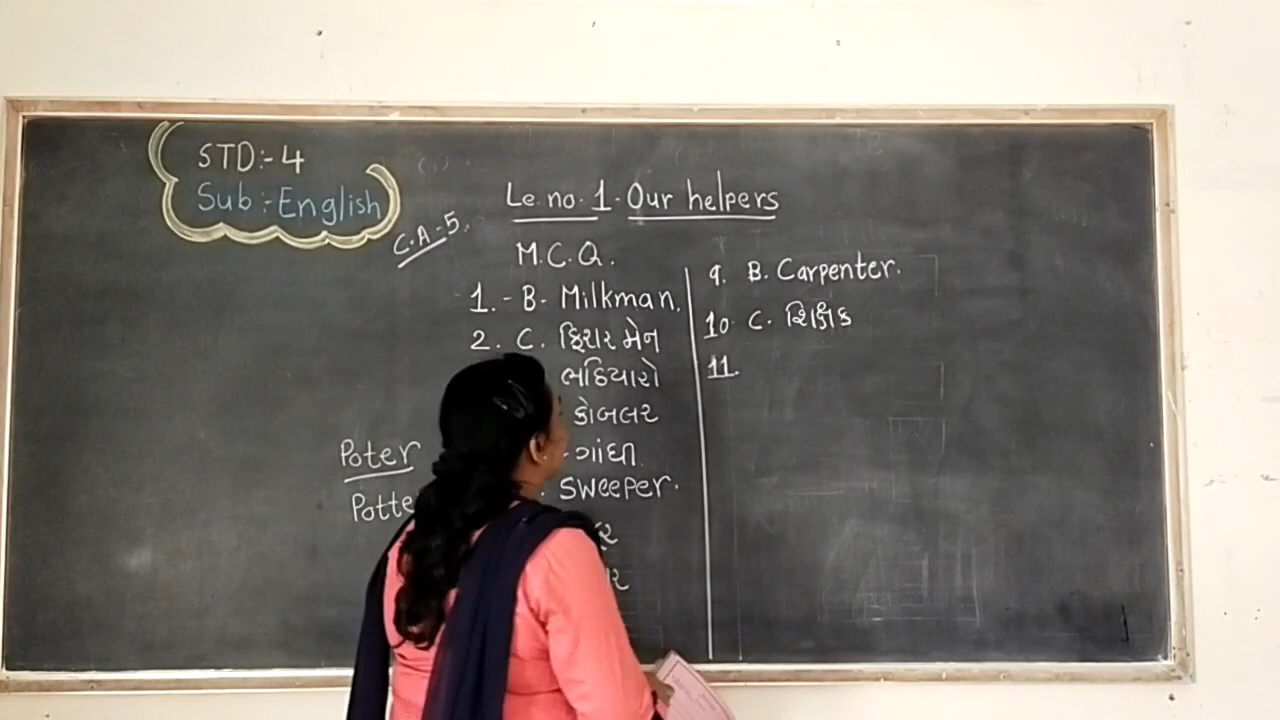 STD:- 4
Sub:-English
Le. no. 1. Our helpers
C.A-5.
M.C.Q.
1.- B- Milkman.
2. C. ફાયર મેન
ભઠિયારો
કોબલર
ગાંધી
Sweeper.
Poter
Potte
9. B. Carpenter.
10. C. શિક્ષક
11.